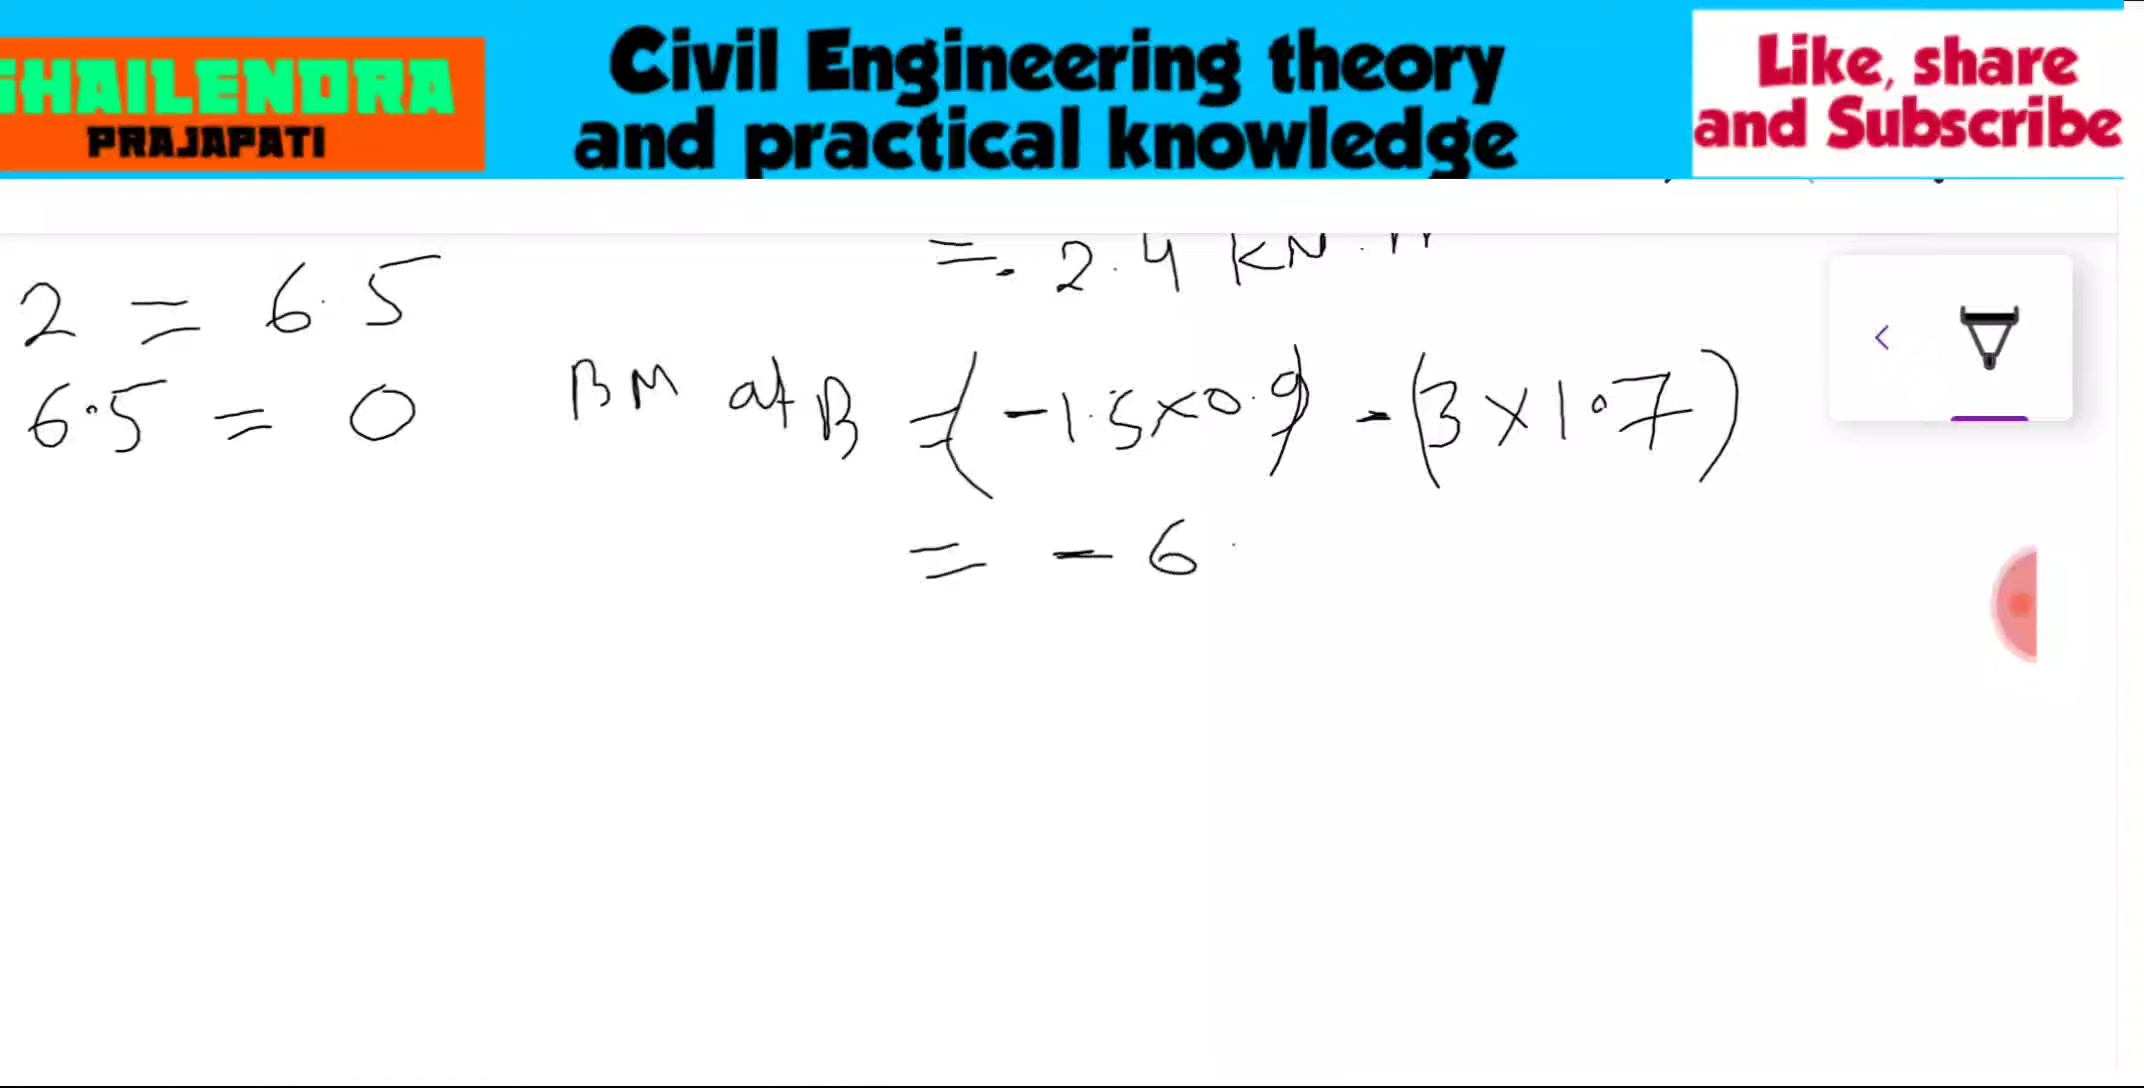 SHAILENDRA
PRAJAPATI
Civil Engineering theory
and practical knowledge
Like, share
and Subscribe
= - 2.4 KN.m
2 = 6.5
6.5 = 0
BM at B = (-1.5×0.9) - (3×1.7)
= - 6.